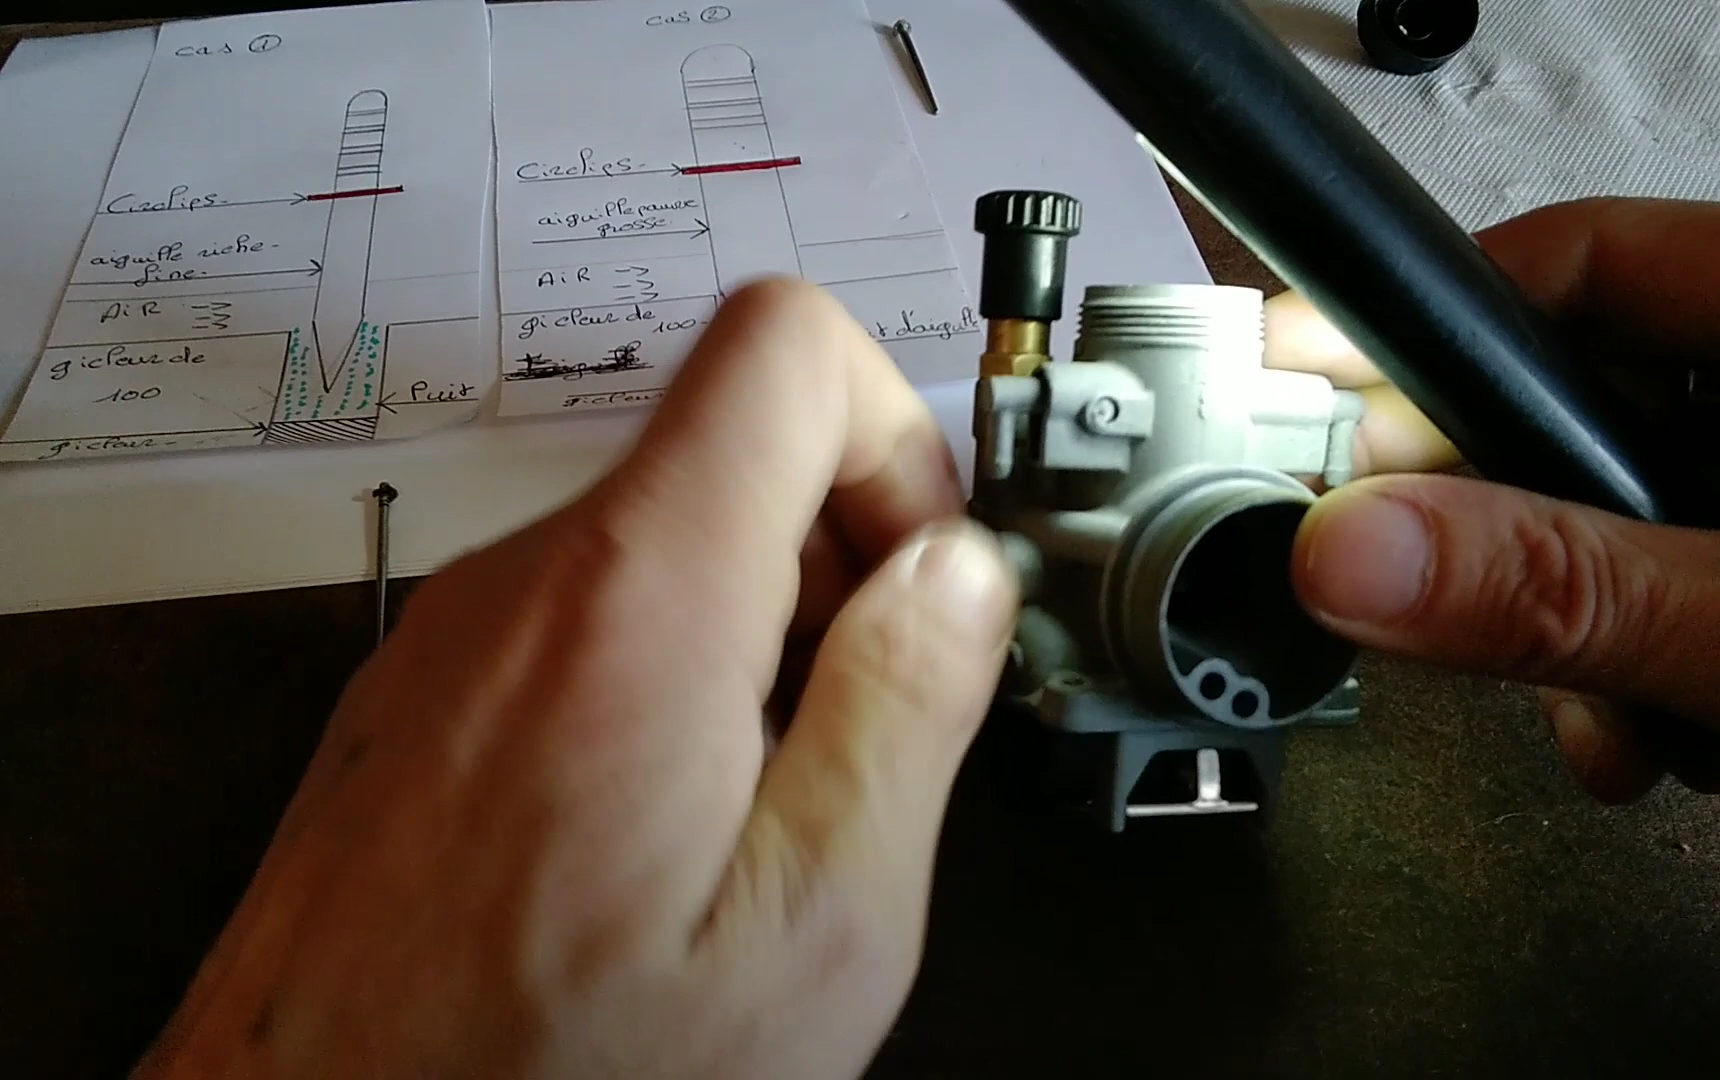 cas ①
Circlips-
aiguille riche-
fine-
AiR
gicleur de
100
Puit
gicleur-
cas ②
Circlips-
aiguille pauvre
grosse-
AiR
gicleur de
100-
d'aiguille
gicleur